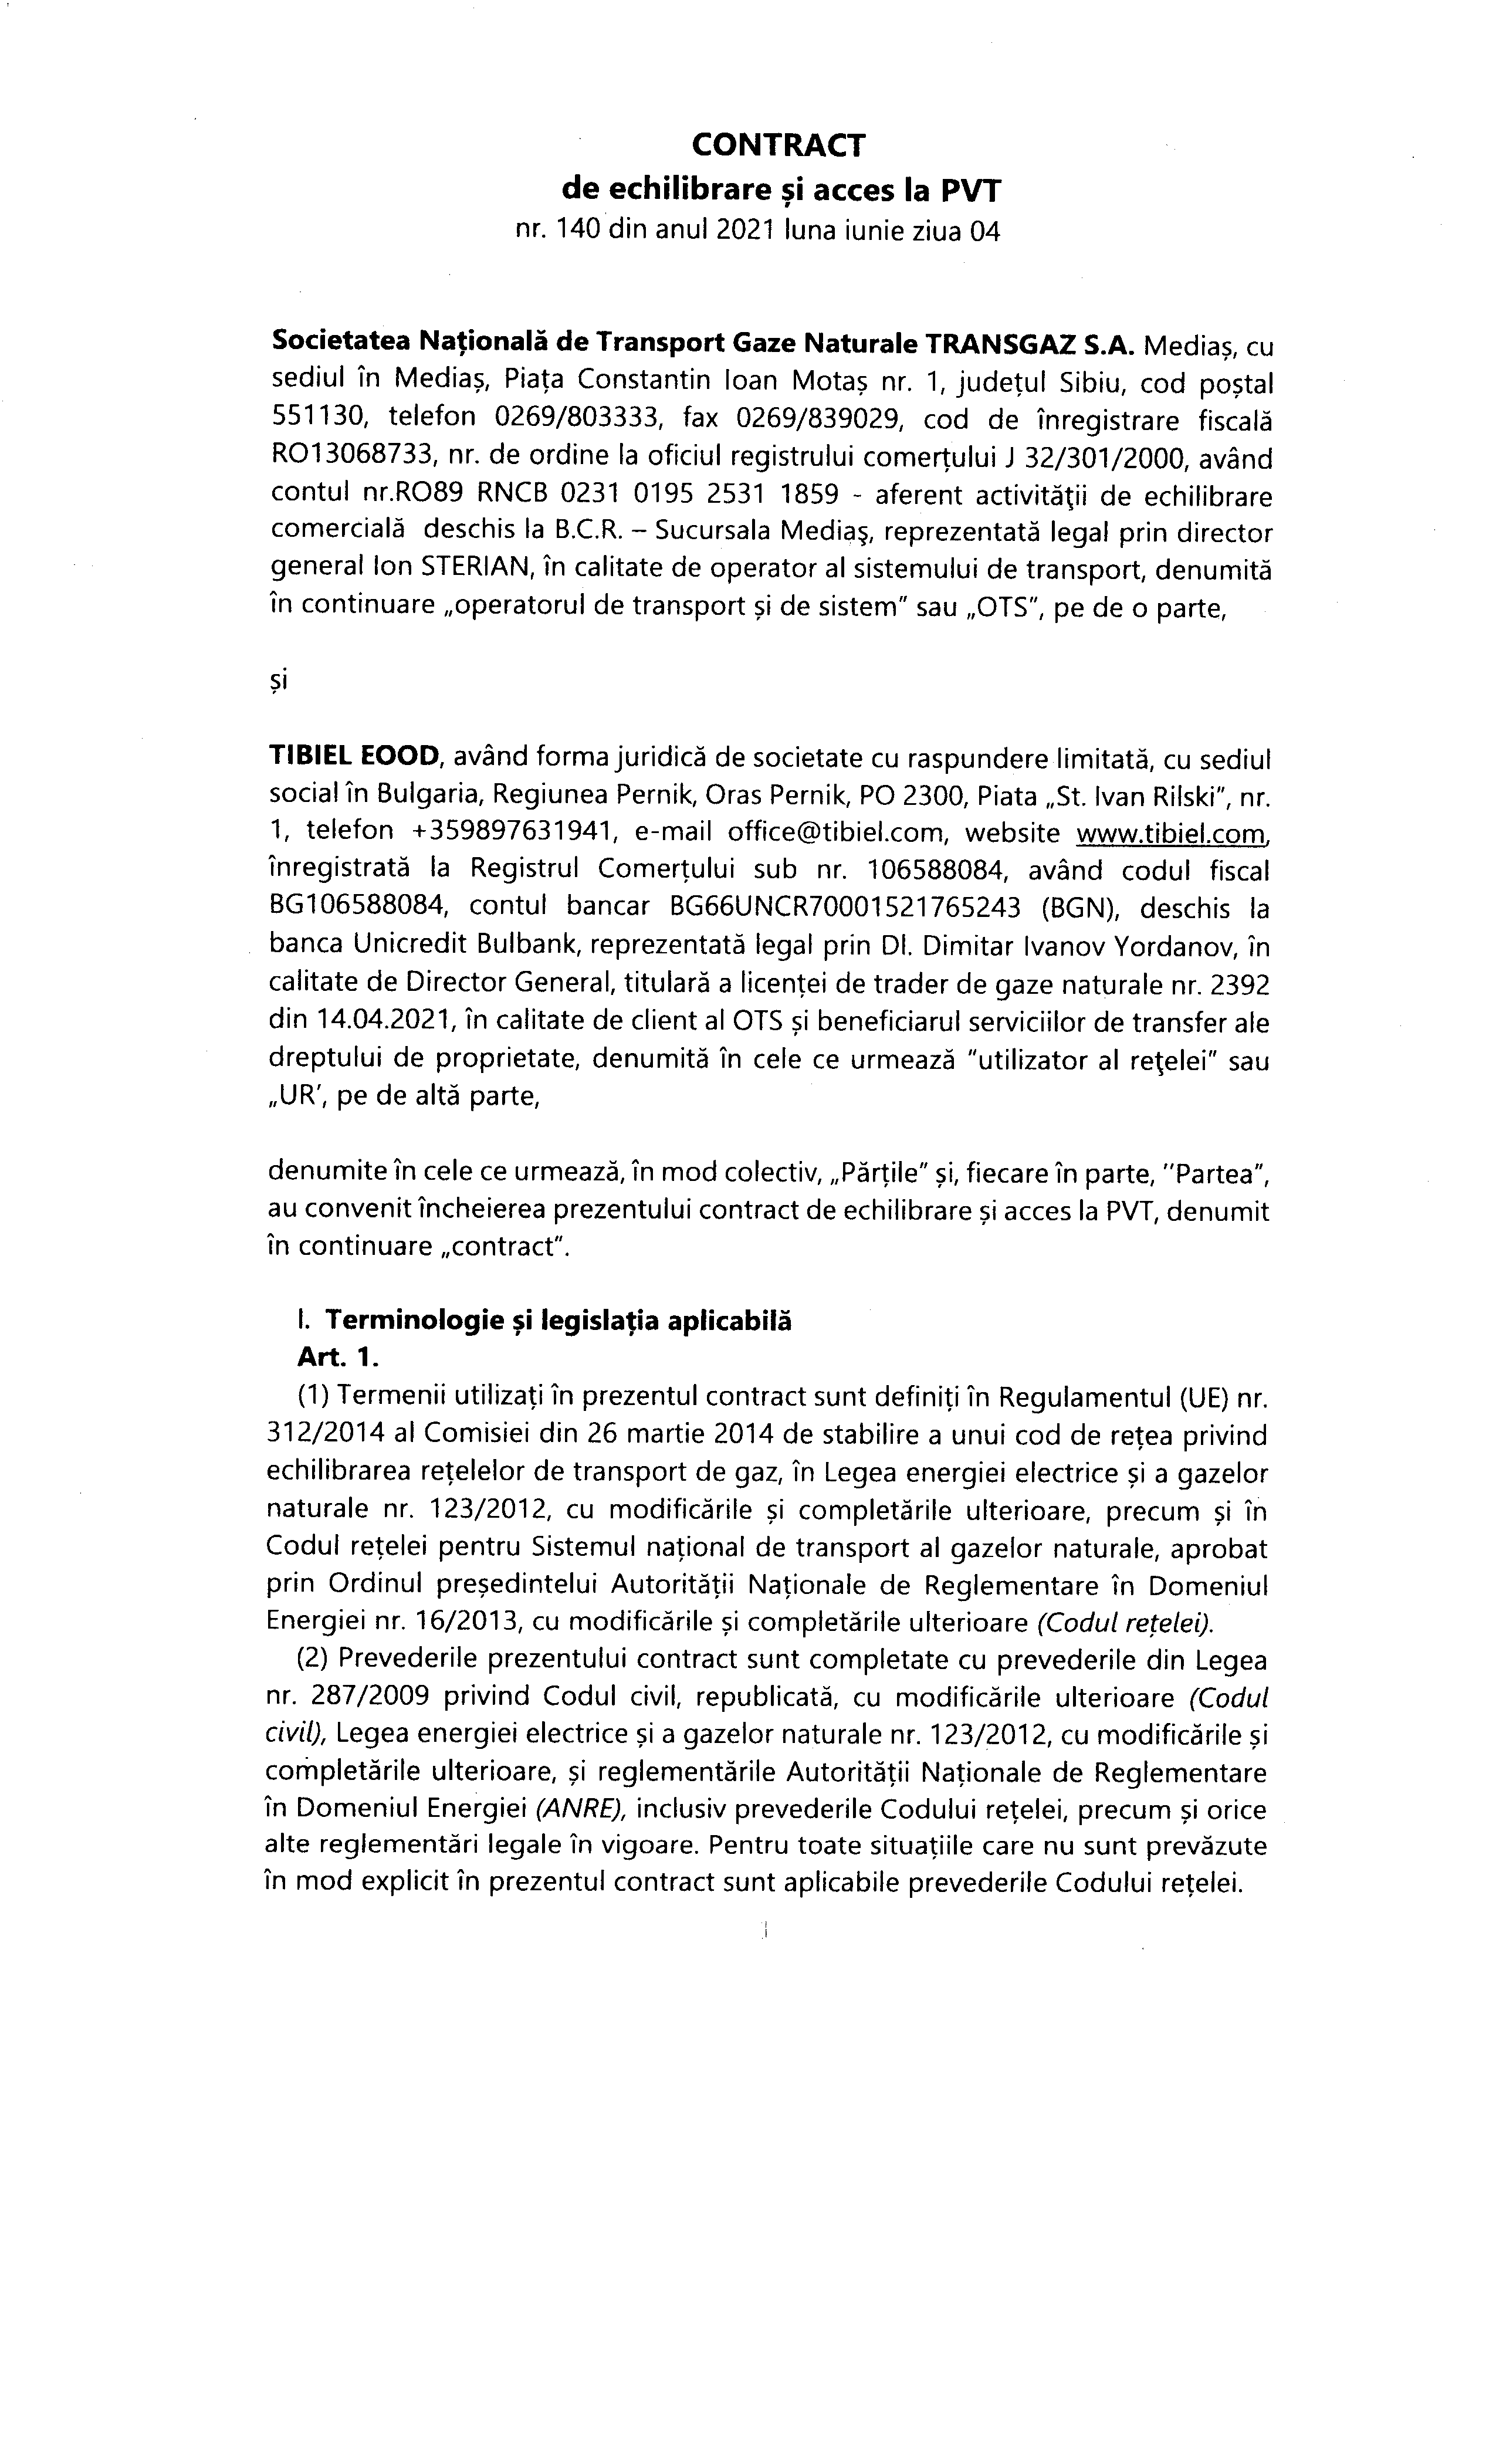 CONTRACT
de echilibrare și acces la PVT
nr. 140 din anul 2021 luna iunie ziua 04
Societatea Națională de Transport Gaze Naturale TRANSGAZ S.A. Mediaș, cu
sediul în Mediaș, Piața Constantin Ioan Motaș nr. 1, județul Sibiu, cod poștal
551130, telefon 0269/803333, fax 0269/839029, cod de înregistrare fiscală
RO13068733, nr. de ordine la oficiul registrului comerțului J 32/301/2000, având
contul nr.RO89 RNCB 0231 0195 2531 1859 - aferent activităţii de echilibrare
comercială deschis la B.C.R. – Sucursala Mediaş, reprezentată legal prin director
general Ion STERIAN, în calitate de operator al sistemului de transport, denumită
în continuare „operatorul de transport și de sistem" sau „OTS", pe de o parte,
și
TIBIEL EOOD, având forma juridică de societate cu raspundere limitată, cu sediul
social în Bulgaria, Regiunea Pernik, Oras Pernik, PO 2300, Piata „St. Ivan Rilski", nr.
1, telefon +359897631941, e-mail office@tibiel.com, website www.tibiel.com,
înregistrată la Registrul Comerțului sub nr. 106588084, având codul fiscal
BG106588084, contul bancar BG66UNCR70001521765243 (BGN), deschis la
banca Unicredit Bulbank, reprezentată legal prin Dl. Dimitar Ivanov Yordanov, în
calitate de Director General, titulară a licenței de trader de gaze naturale nr. 2392
din 14.04.2021, în calitate de client al OTS și beneficiarul serviciilor de transfer ale
dreptului de proprietate, denumită în cele ce urmează "utilizator al reţelei" sau
„UR', pe de altă parte,
denumite în cele ce urmează, în mod colectiv, „Părțile" și, fiecare în parte, "Partea",
au convenit încheierea prezentului contract de echilibrare și acces la PVT, denumit
în continuare „contract".
I. Terminologie și legislația aplicabilă
Art. 1.
(1) Termenii utilizați în prezentul contract sunt definiți în Regulamentul (UE) nr.
312/2014 al Comisiei din 26 martie 2014 de stabilire a unui cod de rețea privind
echilibrarea rețelelor de transport de gaz, în Legea energiei electrice și a gazelor
naturale nr. 123/2012, cu modificările și completările ulterioare, precum și în
Codul rețelei pentru Sistemul național de transport al gazelor naturale, aprobat
prin Ordinul președintelui Autorității Naționale de Reglementare în Domeniul
Energiei nr. 16/2013, cu modificările și completările ulterioare (Codul rețelei).
(2) Prevederile prezentului contract sunt completate cu prevederile din Legea
nr. 287/2009 privind Codul civil, republicată, cu modificările ulterioare (Codul
civil), Legea energiei electrice și a gazelor naturale nr. 123/2012, cu modificările și
completările ulterioare, și reglementările Autorității Naționale de Reglementare
în Domeniul Energiei (ANRE), inclusiv prevederile Codului rețelei, precum și orice
alte reglementări legale în vigoare. Pentru toate situațiile care nu sunt prevăzute
în mod explicit în prezentul contract sunt aplicabile prevederile Codului rețelei.